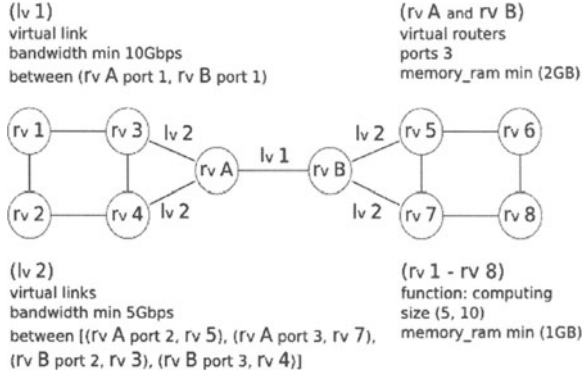 (lv 1)
virtual link
bandwidth min 10Gbps
between (rv A port 1, rv B port 1)
(rv A and rv B)
virtual routers
ports 3
memory_ram min (2GB)
rv 1
rv 3
lv 2
lv 2
rv 5
rv 6
rv A
lv 1
rv B
rv 2
rv 4
lv 2
lv 2
rv 7
rv 8
(lv 2)
virtual links
bandwidth min 5Gbps
between [(rv A port 2, rv 5), (rv A port 3, rv 7),
(rv B port 2, rv 3), (rv B port 3, rv 4)]
(rv 1 - rv 8)
function: computing
size (5, 10)
memory_ram min (1GB)